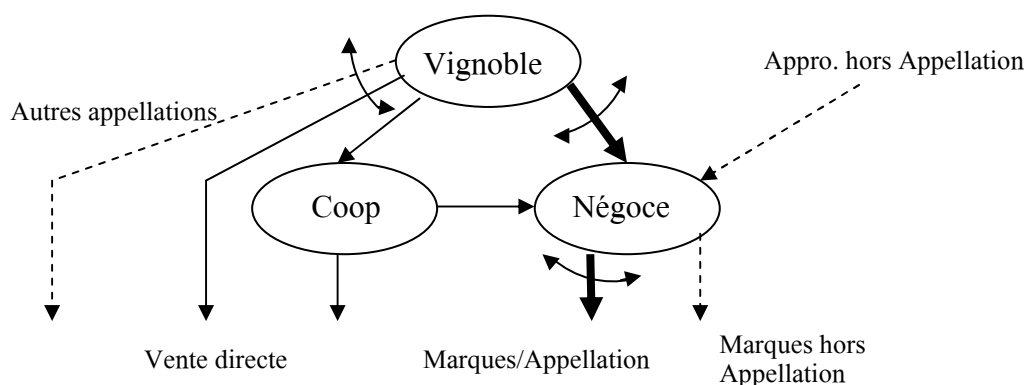 Vignoble
Appro. hors Appellation
Autres appellations
Coop
Négoce
Vente directe
Marques/Appellation
Marques hors
Appellation